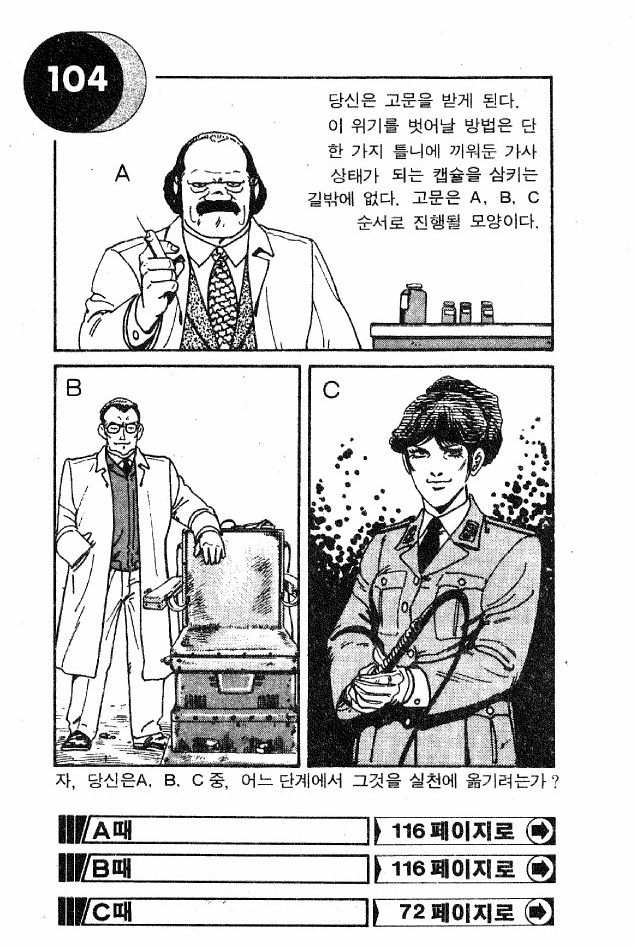 104
당신은 고문을 받게 된다.
이 위기를 벗어날 방법은 단
한 가지 틀니에 끼워둔 가사
상태가 되는 캡슐을 삼키는
길밖에 없다. 고문은 A, B, C
순서로 진행될 모양이다.
A
B
C
자, 당신은A, B, C 중, 어느 단계에서 그것을 실천에 옮기려는가?
A때 116 페이지로
B때 116 페이지로
C때 72 페이지로